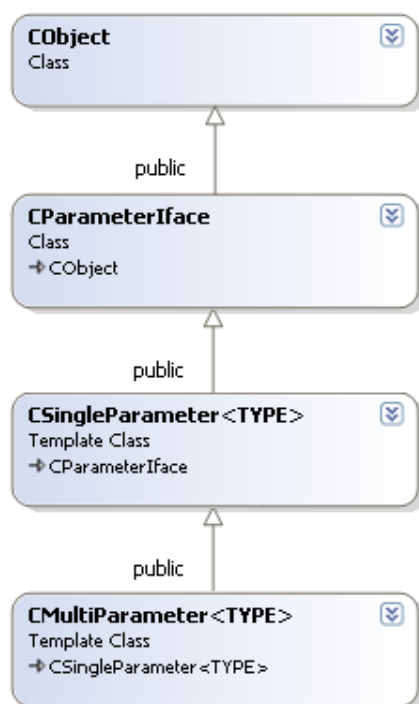 CObject
Class
public
CParameterIface
Class
CObject
public
CSingleParameter<TYPE>
Template Class
CParameterIface
public
CMultiParameter<TYPE>
Template Class
CSingleParameter<TYPE>